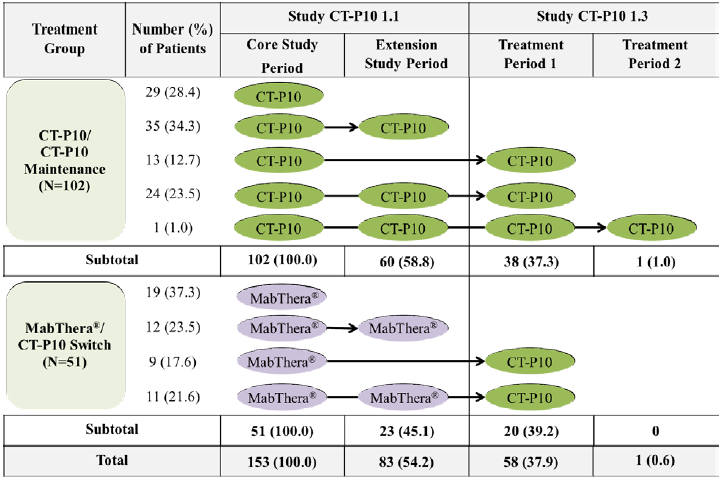 Treatment Group
Number (%) of Patients
Study CT-P10 1.1
Study CT-P10 1.3
Core Study Period
Extension Study Period
Treatment Period 1
Treatment Period 2
CT-P10/
CT-P10
Maintenance
(N=102)
29 (28.4)
CT-P10
35 (34.3)
CT-P10
CT-P10
13 (12.7)
CT-P10
CT-P10
24 (23.5)
CT-P10
CT-P10
CT-P10
1 (1.0)
CT-P10
CT-P10
CT-P10
CT-P10
Subtotal
102 (100.0)
60 (58.8)
38 (37.3)
1 (1.0)
MabThera®/
CT-P10 Switch
(N=51)
19 (37.3)
MabThera®
12 (23.5)
MabThera®
MabThera®
9 (17.6)
MabThera®
CT-P10
11 (21.6)
MabThera®
MabThera®
CT-P10
Subtotal
51 (100.0)
23 (45.1)
20 (39.2)
0
Total
153 (100.0)
83 (54.2)
58 (37.9)
1 (0.6)